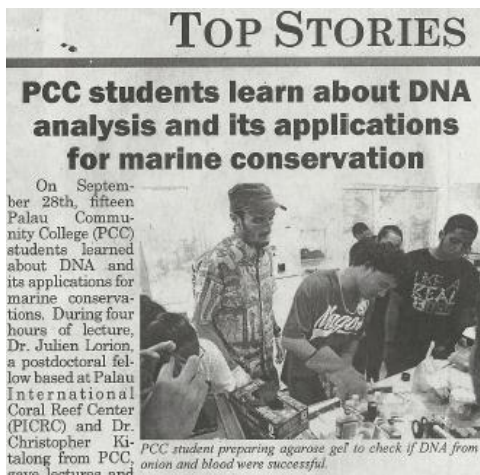 TOP STORIES
PCC students learn about DNA
analysis and its applications
for marine conservation
On Septem-
ber 28th, fifteen
Palau Commu-
nity College (PCC)
students learned
about DNA and
its applications for
marine conserva-
tions. During four
hours of lecture,
Dr. Julien Lorion,
a postdoctoral fel-
low based at Palau
International
Coral Reef Center
(PICRC) and Dr.
Christopher Ki-
talong from PCC,
gave lectures and
PCC student preparing agarose gel to check if DNA from
onion and blood were successful.